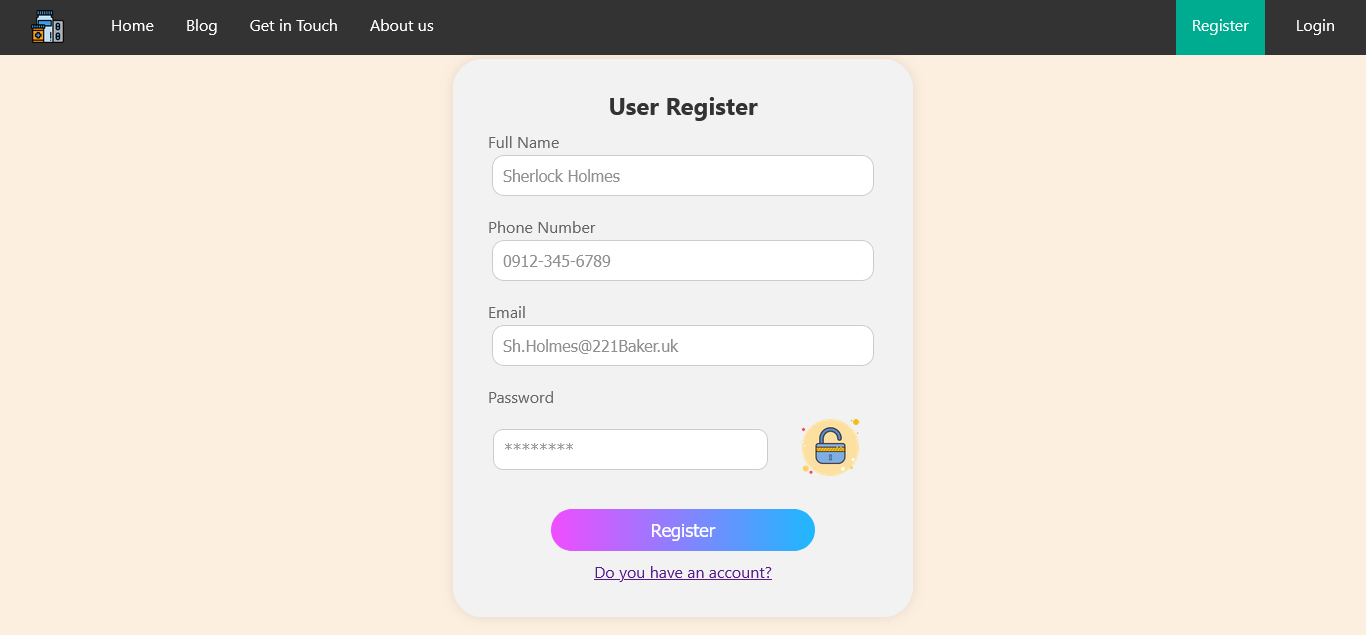 Home Blog Get in Touch About us Register Login
User Register
Full Name
Sherlock Holmes
Phone Number
0912-345-6789
Email
Sh.Holmes@221Baker.uk
Password
********
Register
Do you have an account?